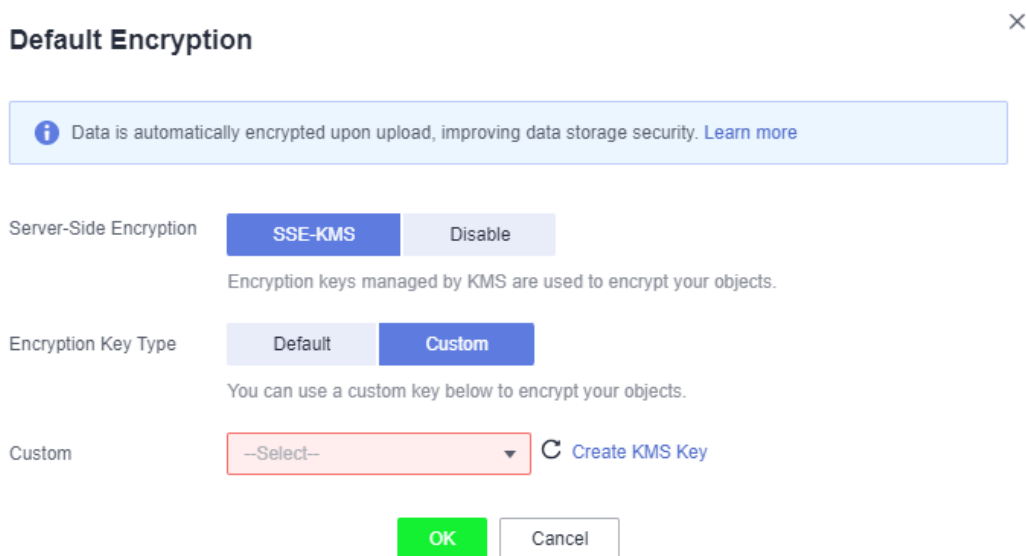 Default Encryption
Data is automatically encrypted upon upload, improving data storage security. Learn more
Server-Side Encryption SSE-KMS Disable
Encryption keys managed by KMS are used to encrypt your objects.
Encryption Key Type Default Custom
You can use a custom key below to encrypt your objects.
Custom --Select-- Create KMS Key
OK Cancel